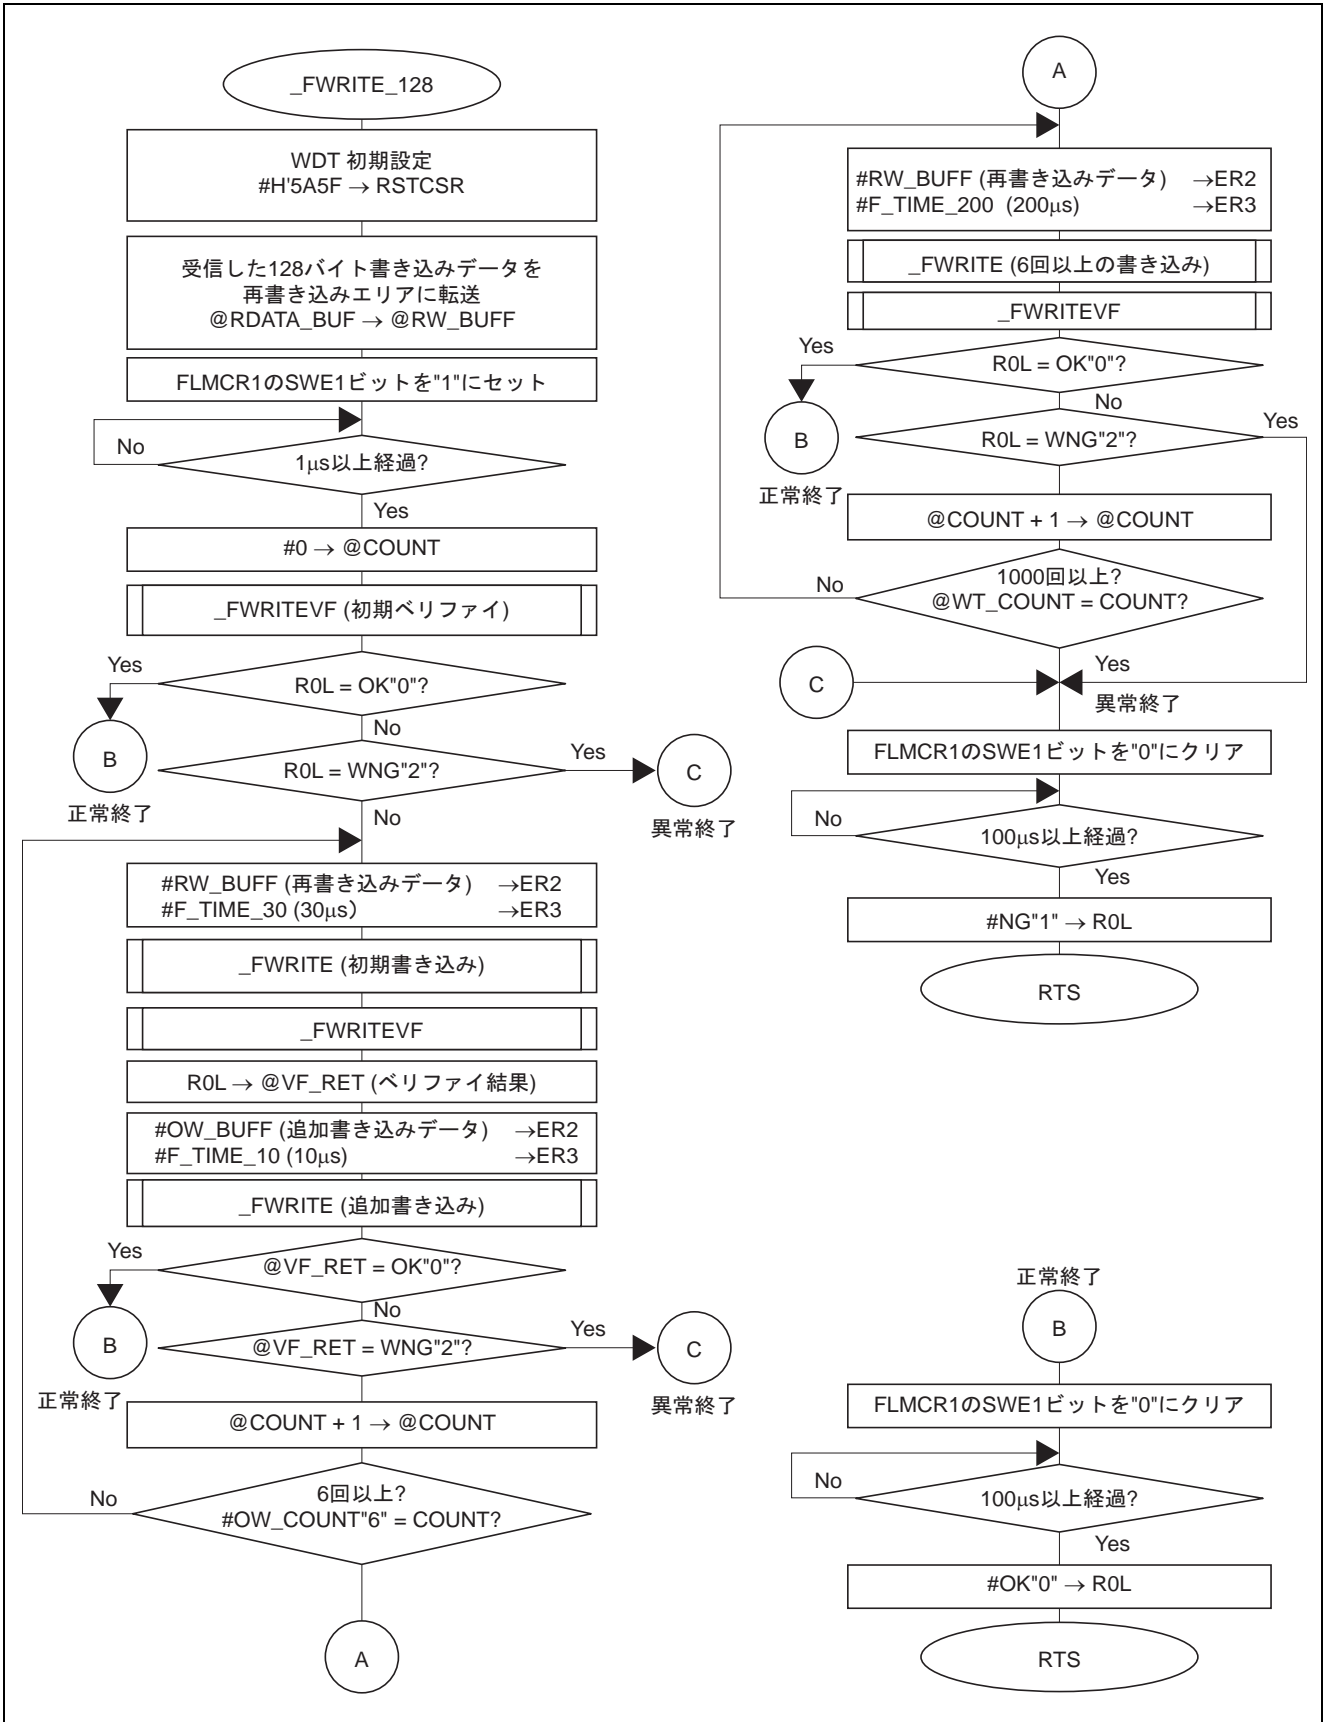 _FWRITE_128
WDT 初期設定
#H'5A5F → RSTCSR
受信した128バイト書き込みデータを
再書き込みエリアに転送
@RDATA_BUF → @RW_BUFF
FLMCR1のSWE1ビットを"1"にセット
No
1μs以上経過?
Yes
#0 → @COUNT
_FWRITEVF (初期ベリファイ)
Yes
R0L = OK"0"?
No
B
正常終了
R0L = WNG"2"?
Yes
C
異常終了
No
#RW_BUFF (再書き込みデータ) →ER2
#F_TIME_30 (30μs) →ER3
_FWRITE (初期書き込み)
_FWRITEVF
R0L → @VF_RET (ベリファイ結果)
#OW_BUFF (追加書き込みデータ) →ER2
#F_TIME_10 (10μs) →ER3
_FWRITE (追加書き込み)
Yes
@VF_RET = OK"0"?
No
B
正常終了
@VF_RET = WNG"2"?
Yes
C
異常終了
@COUNT + 1 → @COUNT
No
6回以上?
#OW_COUNT"6" = COUNT?
A
A
#RW_BUFF (再書き込みデータ) →ER2
#F_TIME_200 (200μs) →ER3
_FWRITE (6回以上の書き込み)
_FWRITEVF
Yes
R0L = OK"0"?
No
B
正常終了
R0L = WNG"2"?
Yes
@COUNT + 1 → @COUNT
No
1000回以上?
@WT_COUNT = COUNT?
Yes
C
異常終了
FLMCR1のSWE1ビットを"0"にクリア
No
100μs以上経過?
Yes
#NG"1" → R0L
RTS
正常終了
B
FLMCR1のSWE1ビットを"0"にクリア
No
100μs以上経過?
Yes
#OK"0" → R0L
RTS